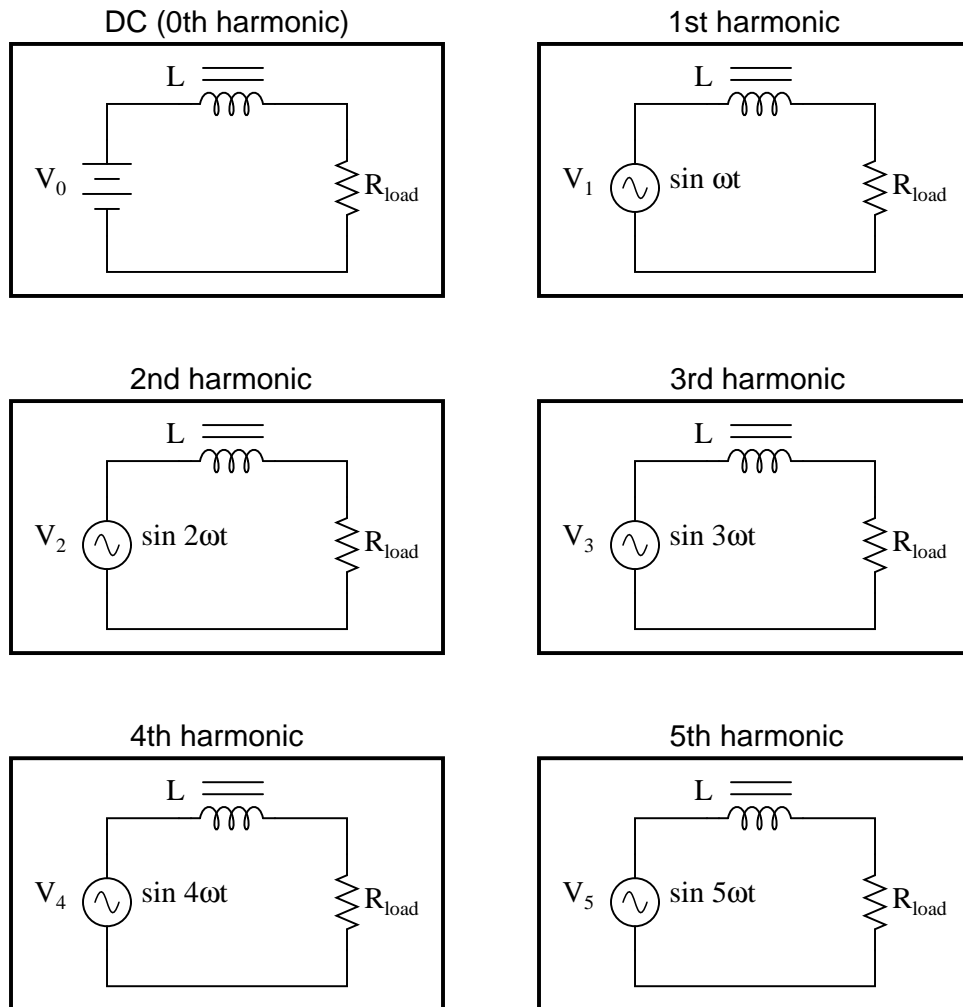 DC (0th harmonic)
L
V0
Rload
1st harmonic
L
V1
sin ωt
Rload
2nd harmonic
L
V2
sin 2ωt
Rload
3rd harmonic
L
V3
sin 3ωt
Rload
4th harmonic
L
V4
sin 4ωt
Rload
5th harmonic
L
V5
sin 5ωt
Rload